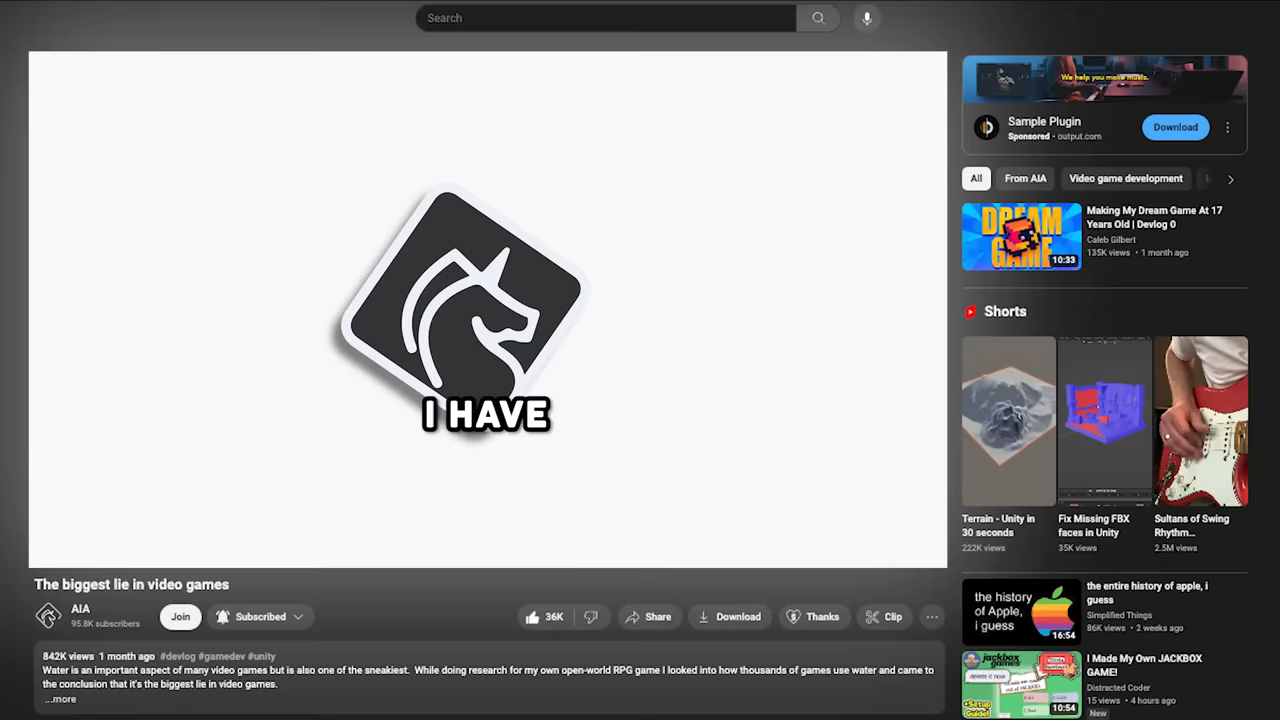 Search
I HAVE
The biggest lie in video games
AIA
95.8K subscribers
Join
Subscribed
36K
Share
Download
Thanks
Clip
842K views 1 month ago #devlog #gamedev #unity
Water is an important aspect of many video games but is also one of the sneakiest. While doing research for my own open-world RPG game I looked into how thousands of games use water and came to
the conclusion that it's the biggest lie in video games.
...more
We help you make music.
Sample Plugin
Sponsored • output.com
Download
All
From AIA
Video game development
DREAM
GAME
10:33
Making My Dream Game At 17
Years Old | Devlog 0
Caleb Gilbert
135K views • 1 month ago
Shorts
Terrain - Unity in
30 seconds
222K views
Fix Missing FBX
faces in Unity
35K views
Sultans of Swing
Rhythm...
2.5M views
the history
of Apple,
i guess
16:54
the entire history of apple, i
guess
Simplified Things
86K views • 2 weeks ago
jackbox
games
delete it now
+Setup
Guide!
10:54
I Made My Own JACKBOX
GAME!
Distracted Coder
15 views • 4 hours ago
New